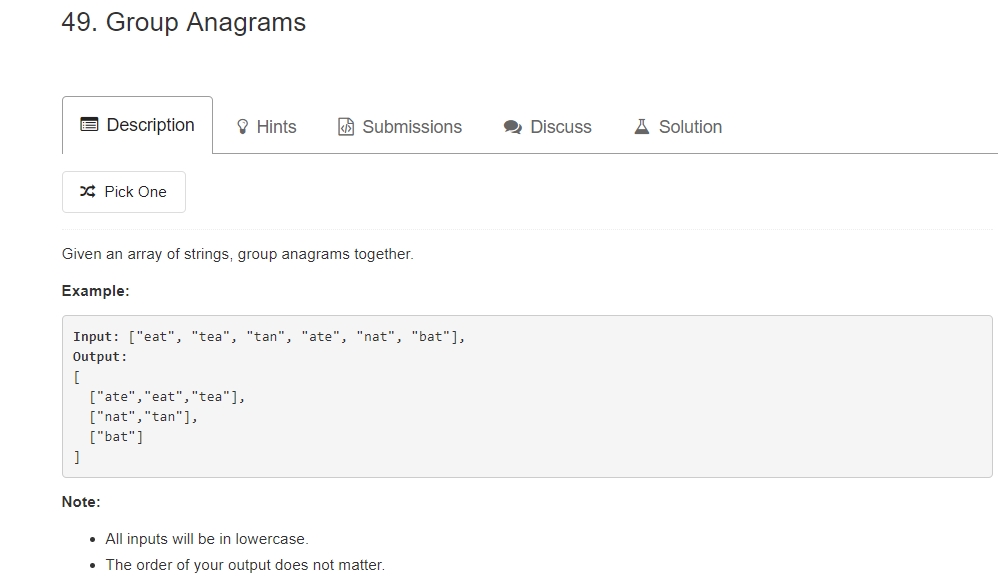 49. Group Anagrams
Description Hints Submissions Discuss Solution
Pick One
Given an array of strings, group anagrams together.
Example:
Input: ["eat", "tea", "tan", "ate", "nat", "bat"],
Output:
[
  ["ate","eat","tea"],
  ["nat","tan"],
  ["bat"]
]
Note:
• All inputs will be in lowercase.
• The order of your output does not matter.